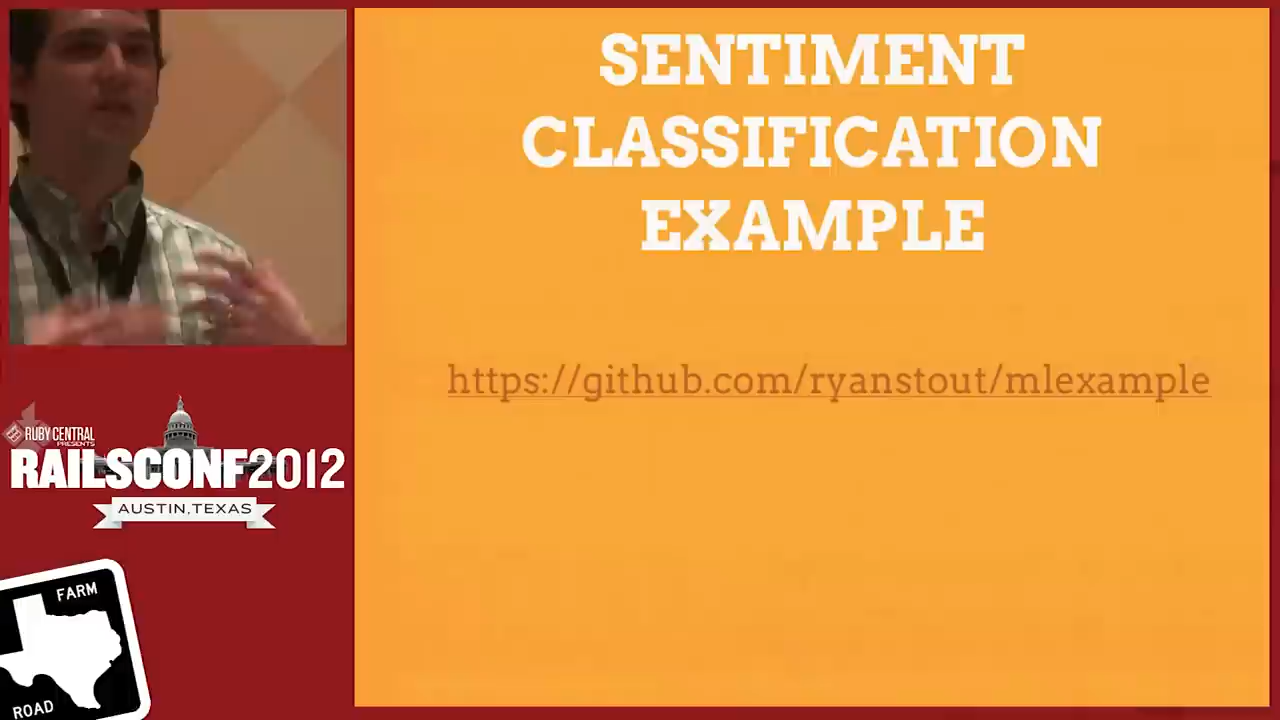 SENTIMENT
CLASSIFICATION
EXAMPLE
https://github.com/ryanstout/mlexample
RUBY CENTRAL
PRESENTS
RAILSCONF2012
AUSTIN, TEXAS
FARM
ROAD